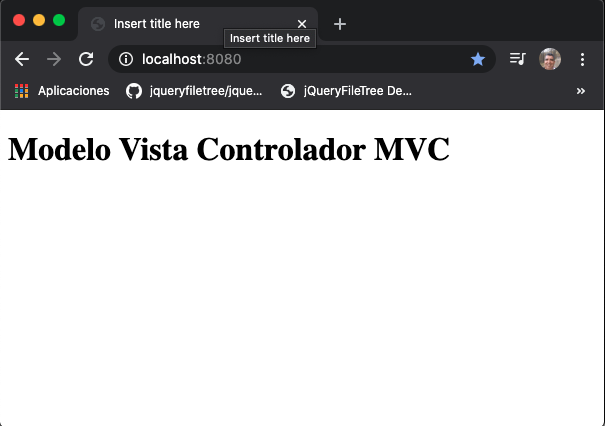 Insert title here
Insert title here
localhost:8080
Aplicaciones jqueryfiletree/jque... jQueryFileTree De... »
Modelo Vista Controlador MVC